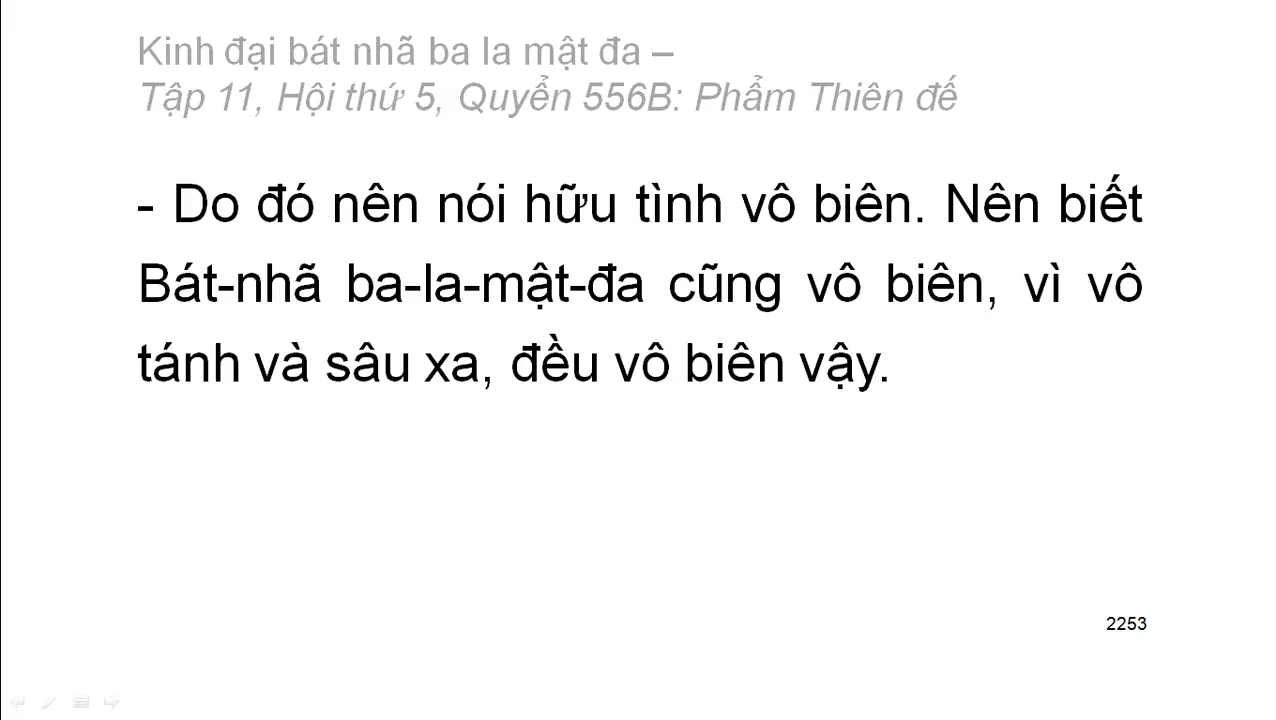 Kinh đại bát nhã ba la mật đa –
Tập 11, Hội thứ 5, Quyển 556B: Phẩm Thiên đế
- Do đó nên nói hữu tình vô biên. Nên biết
Bát-nhã ba-la-mật-đa cũng vô biên, vì vô
tánh và sâu xa, đều vô biên vậy.
2253